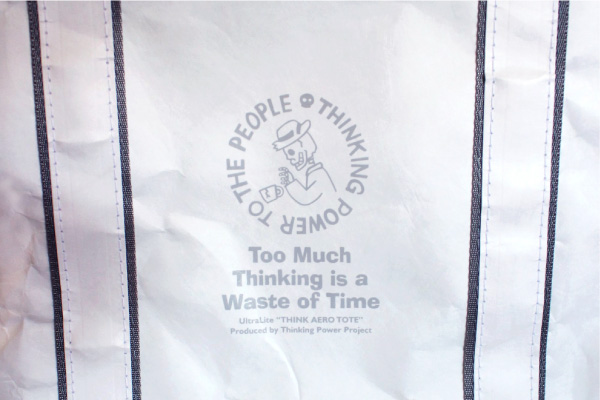 THINKING POWER TO THE PEOPLE
Too Much
Thinking is a
Waste of Time
UltraLite "THINK AERO TOTE"
Produced by Thinking Power Project